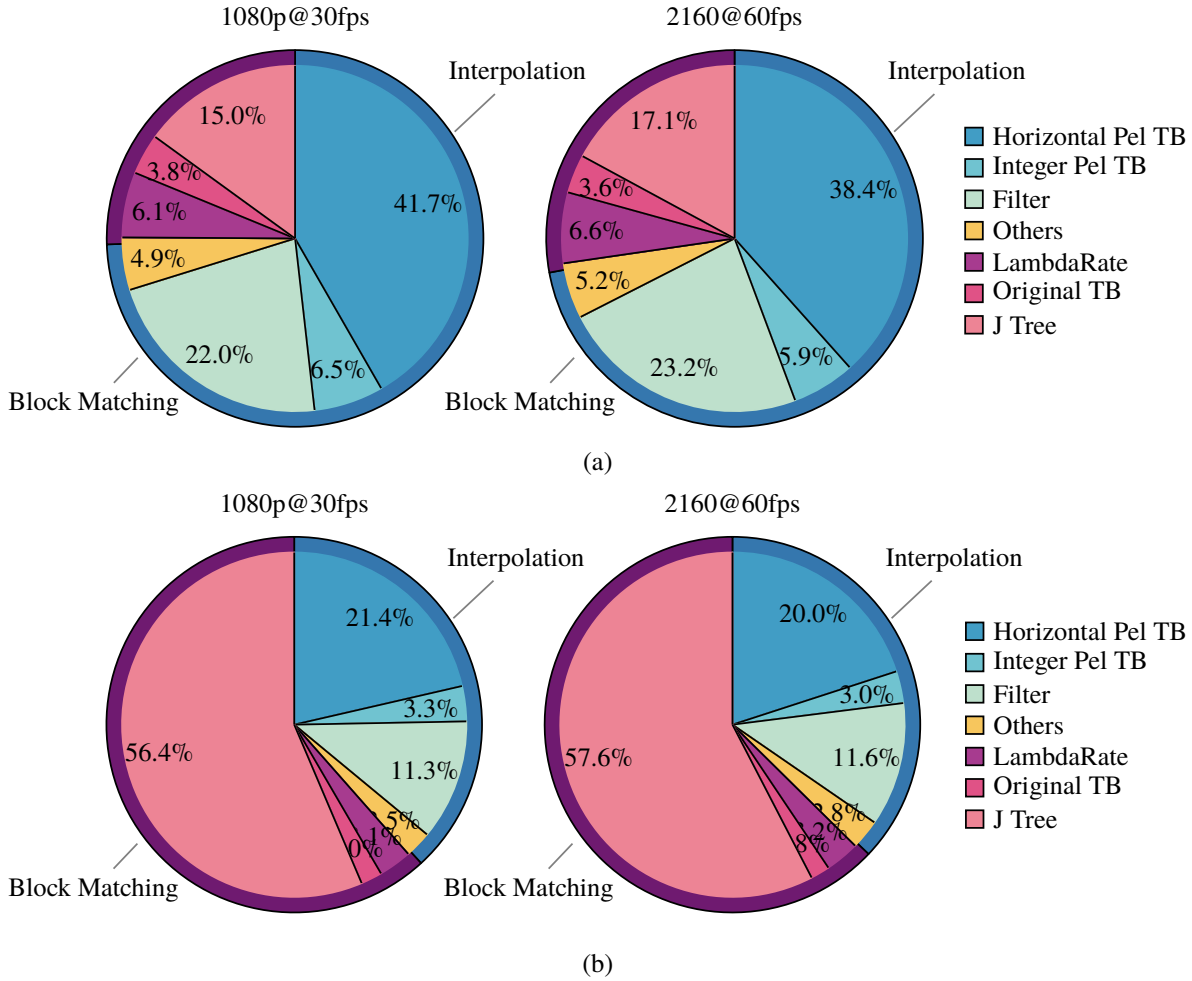 1080p@30fps
2160@60fps
Interpolation
Interpolation
15.0%
17.1%
3.8%
3.6%
41.7%
38.4%
6.1%
6.6%
4.9%
5.2%
22.0%
6.5%
23.2%
5.9%
Block Matching
Block Matching
Horizontal Pel TB
Integer Pel TB
Filter
Others
LambdaRate
Original TB
J Tree
(a)
1080p@30fps
2160@60fps
Interpolation
Interpolation
21.4%
20.0%
3.3%
3.0%
56.4%
11.3%
57.6%
11.6%
2.8%
Block Matching
Block Matching
Horizontal Pel TB
Integer Pel TB
Filter
Others
LambdaRate
Original TB
J Tree
(b)